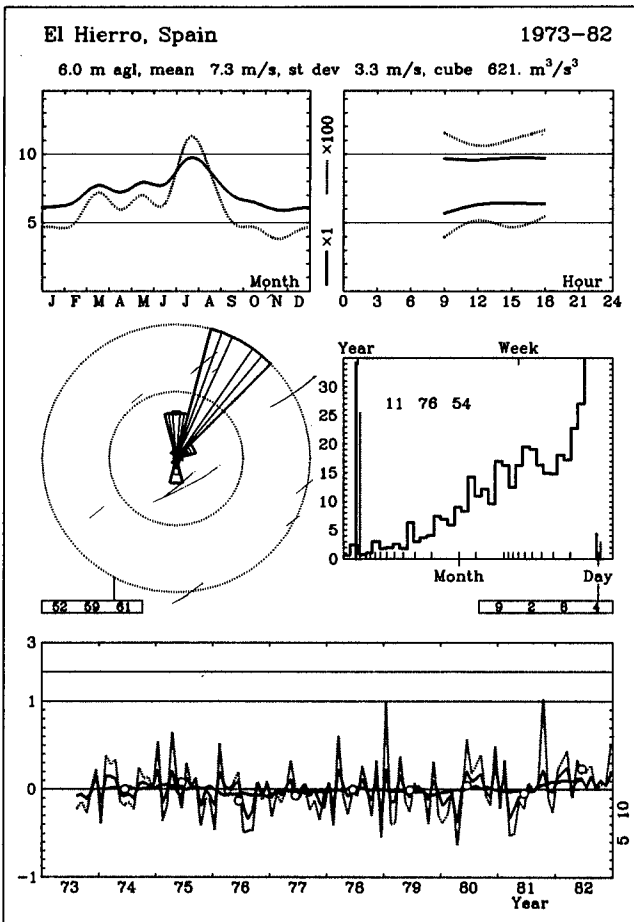 El Hierro, Spain 1973-82
6.0 m agl, mean 7.3 m/s, st dev 3.3 m/s, cube 621. m³/s³
10
5
Month
J F M A M J J A S O N D
×1 ×100
Hour
0 3 6 9 12 15 18 21 24
Year Week
35
30
25
20
15
10
5
0
11 76 54
Month Day
52 59 61
9 2 6 4
3
1
0
-1
5 10
73 74 75 76 77 78 79 80 81 82
Year